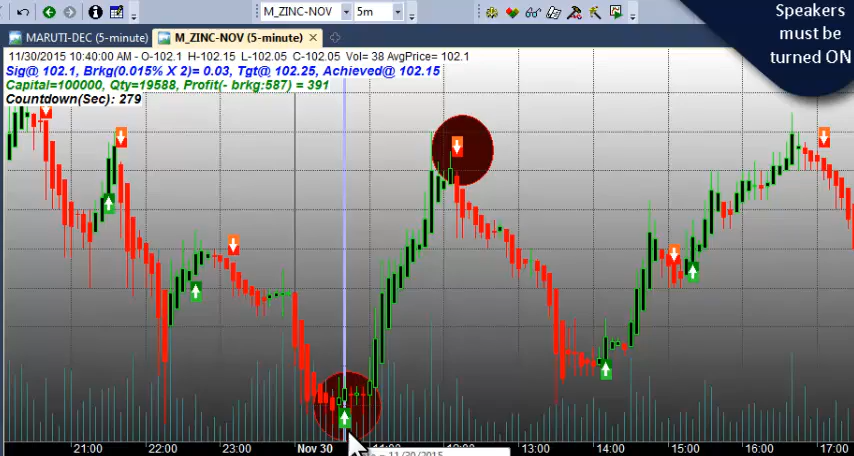 M_ZINC-NOV 5m
Speakers
must be
turned ON
MARUTI-DEC (5-minute) M_ZINC-NOV (5-minute)
11/30/2015 10:40:00 AM - O-102.1 H-102.15 L-102.05 C-102.05 Vol= 38 AvgPrice= 102.1
Sig@ 102.1, Brkg(0.015% X 2)= 0.03, Tgt@ 102.25, Achieved@ 102.15
Capital=100000, Qty=19588, Profit(- brkg:587) = 391
Countdown(Sec): 279
21:00 22:00 23:00 Nov 30 13:00 14:00 15:00 16:00 17:00
= 11/30/2015